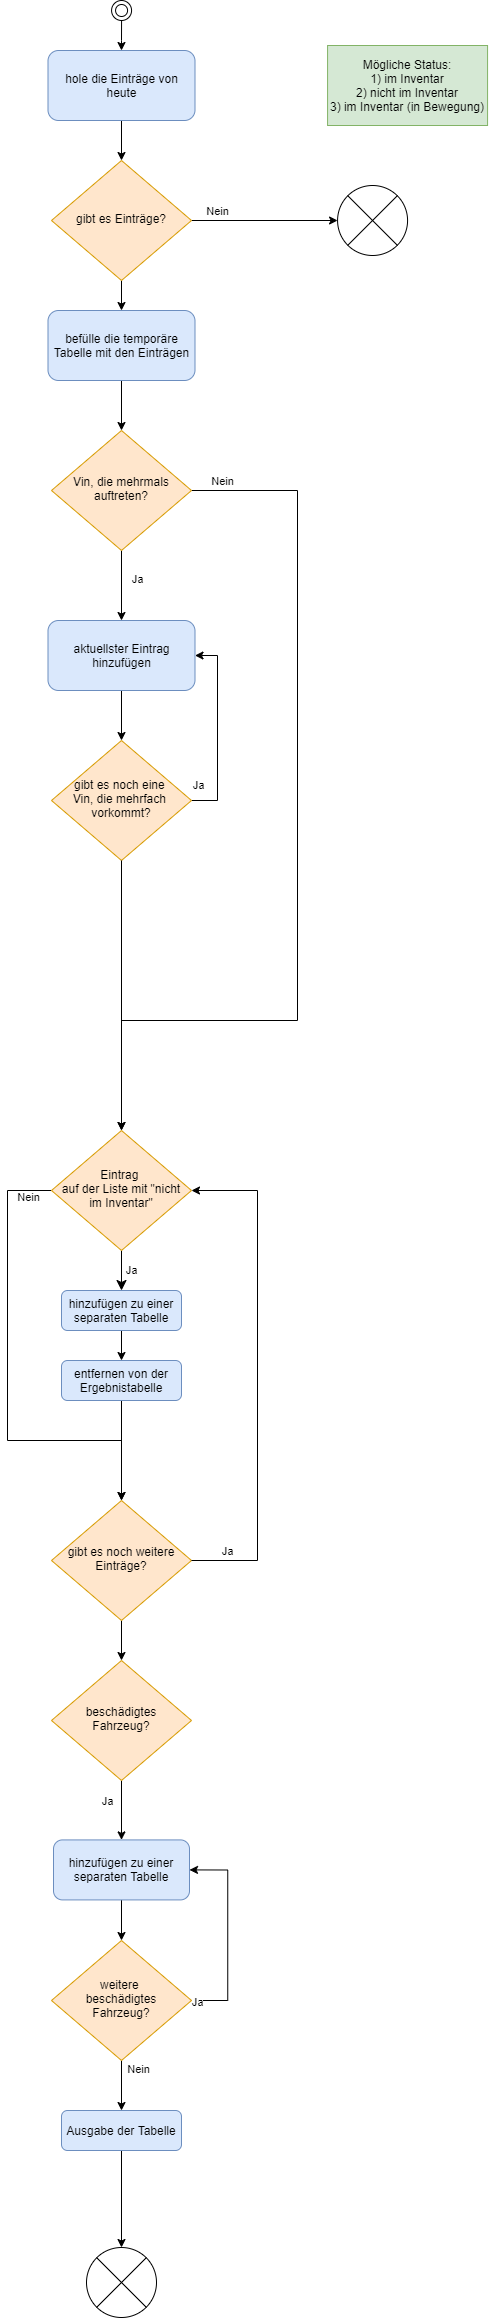 hole die Einträge von
heute
Mögliche Status:
1) im Inventar
2) nicht im Inventar
3) im Inventar (in Bewegung)
gibt es Einträge?
Nein
befülle die temporäre
Tabelle mit den Einträgen
Vin, die mehrmals
auftreten?
Nein
Ja
aktuellster Eintrag
hinzufügen
gibt es noch eine
Vin, die mehrfach
vorkommt?
Ja
Eintrag
auf der Liste mit "nicht
im Inventar"
Nein
Ja
hinzufügen zu einer
separaten Tabelle
entfernen von der
Ergebnistabelle
gibt es noch weitere
Einträge?
Ja
beschädigtes
Fahrzeug?
Ja
hinzufügen zu einer
separaten Tabelle
weitere
beschädigtes
Fahrzeug?
Ja
Nein
Ausgabe der Tabelle